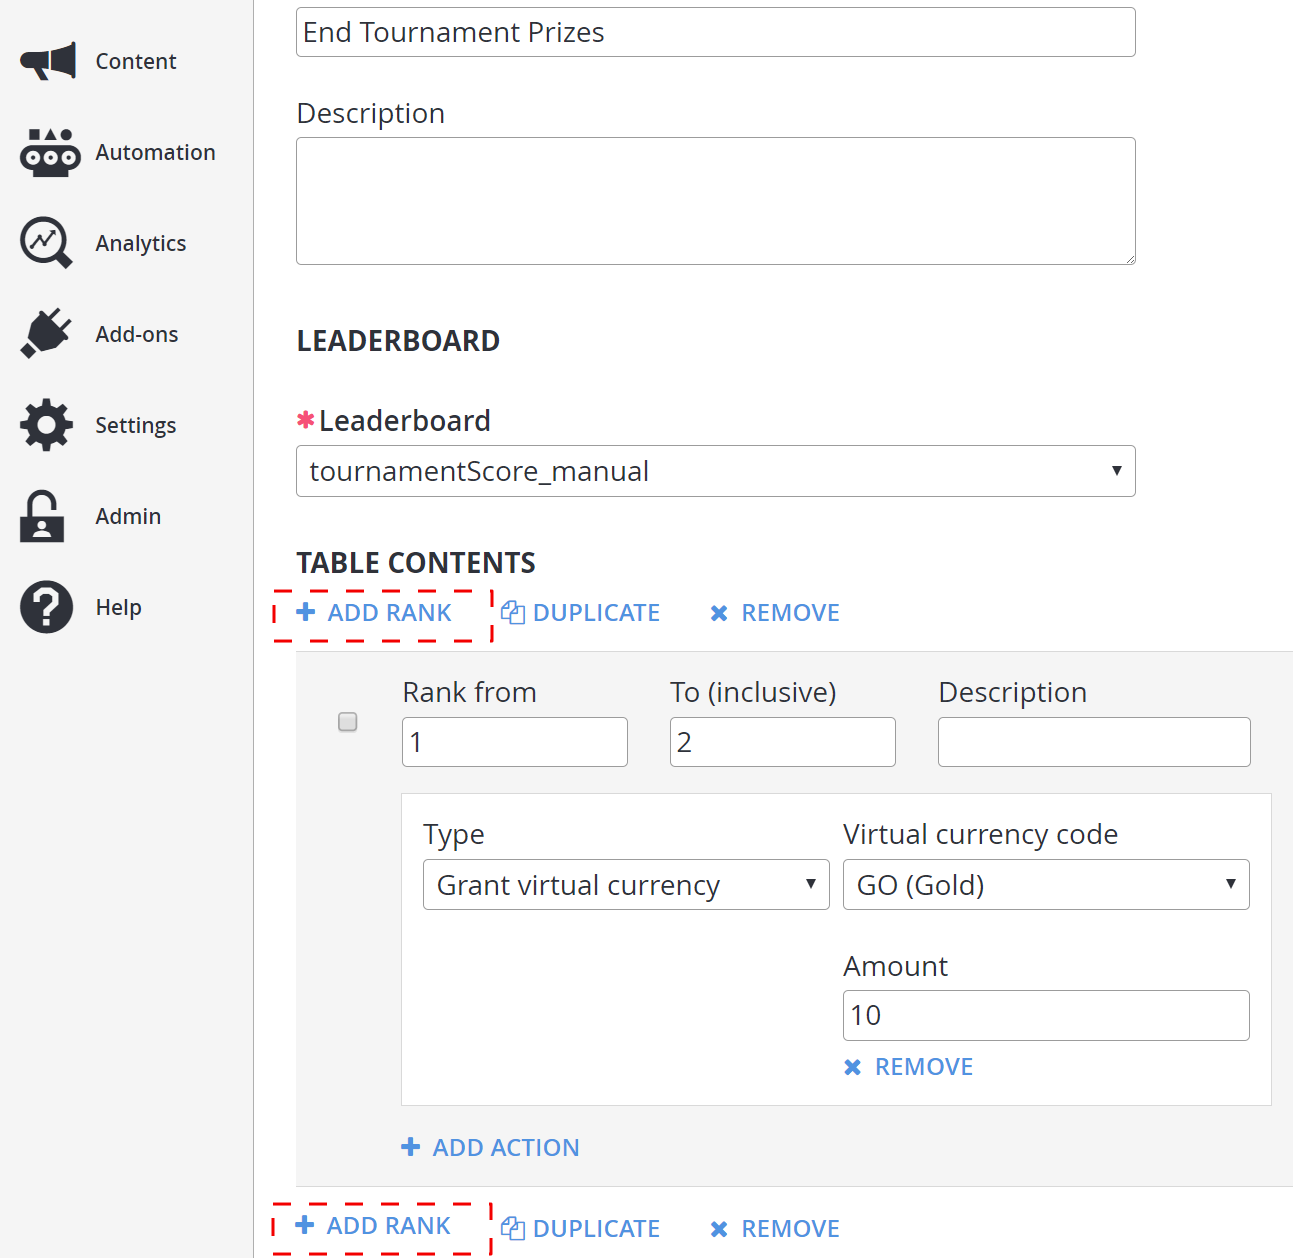 Content
Automation
Analytics
Add-ons
Settings
Admin
Help
End Tournament Prizes
Description
LEADERBOARD
✱Leaderboard
tournamentScore_manual
TABLE CONTENTS
ADD RANK DUPLICATE REMOVE
Rank from To (inclusive) Description
1 2
Type Virtual currency code
Grant virtual currency GO (Gold)
Amount
10
REMOVE
ADD ACTION
ADD RANK DUPLICATE REMOVE